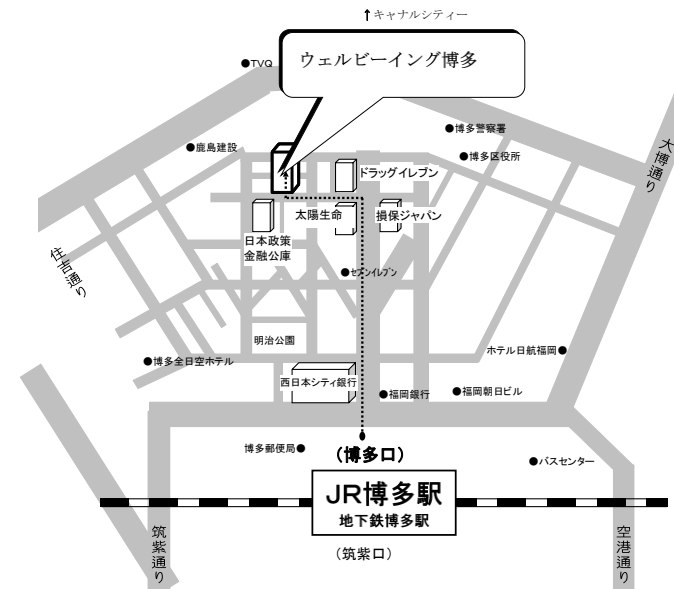 ↑キャナルシティー
●TVQ
ウェルビーイング博多
●博多警察署
●鹿島建設
●博多区役所
大博通り
ドラッグイレブン
太陽生命
損保ジャパン
日本政策
金融公庫
住吉通り
●セブンイレブン
明治公園
ホテル日航福岡●
●博多全日空ホテル
西日本シティ銀行
●福岡銀行
●福岡朝日ビル
博多郵便局●
(博多口)
●バスセンター
JR博多駅
地下鉄博多駅
筑紫通り
空港通り
(筑紫口)